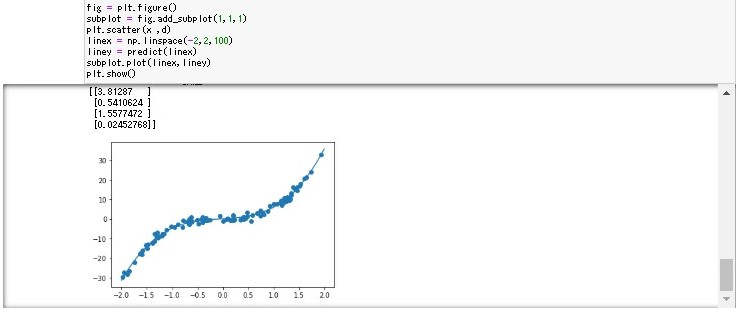 fig = plt.figure()
subplot = fig.add_subplot(1,1,1)
plt.scatter(x ,d)
linex = np.linspace(-2,2,100)
liney = predict(linex)
subplot.plot(linex,liney)
plt.show()
[[3.81287   ]
 [0.5410624 ]
 [1.5577472 ]
 [0.02452768]]
30
20
10
0
-10
-20
-30
-2.0 -1.5 -1.0 -0.5 0.0 0.5 1.0 1.5 2.0